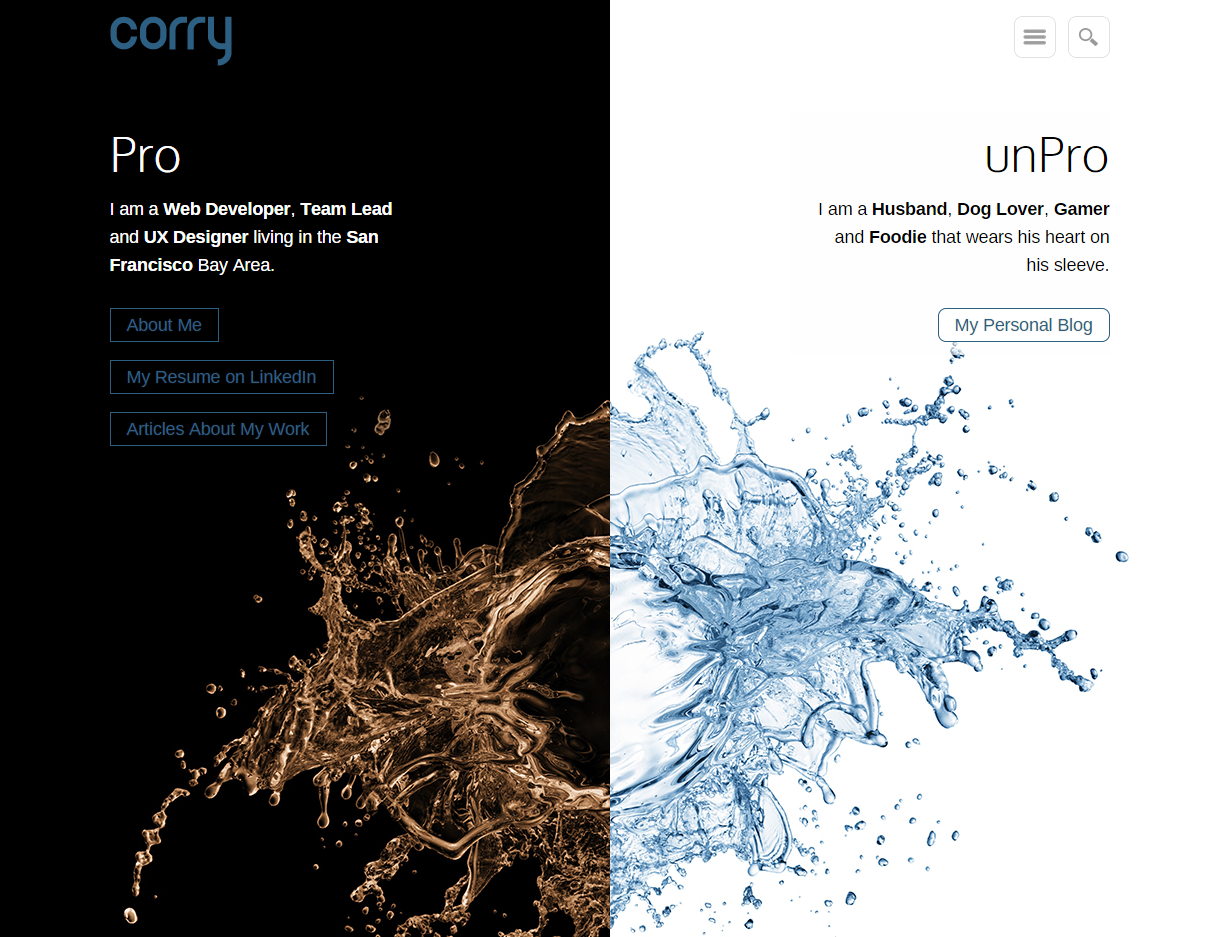 corry
Pro
I am a Web Developer, Team Lead
and UX Designer living in the San
Francisco Bay Area.
About Me
My Resume on LinkedIn
Articles About My Work
unPro
I am a Husband, Dog Lover, Gamer
and Foodie that wears his heart on
his sleeve.
My Personal Blog